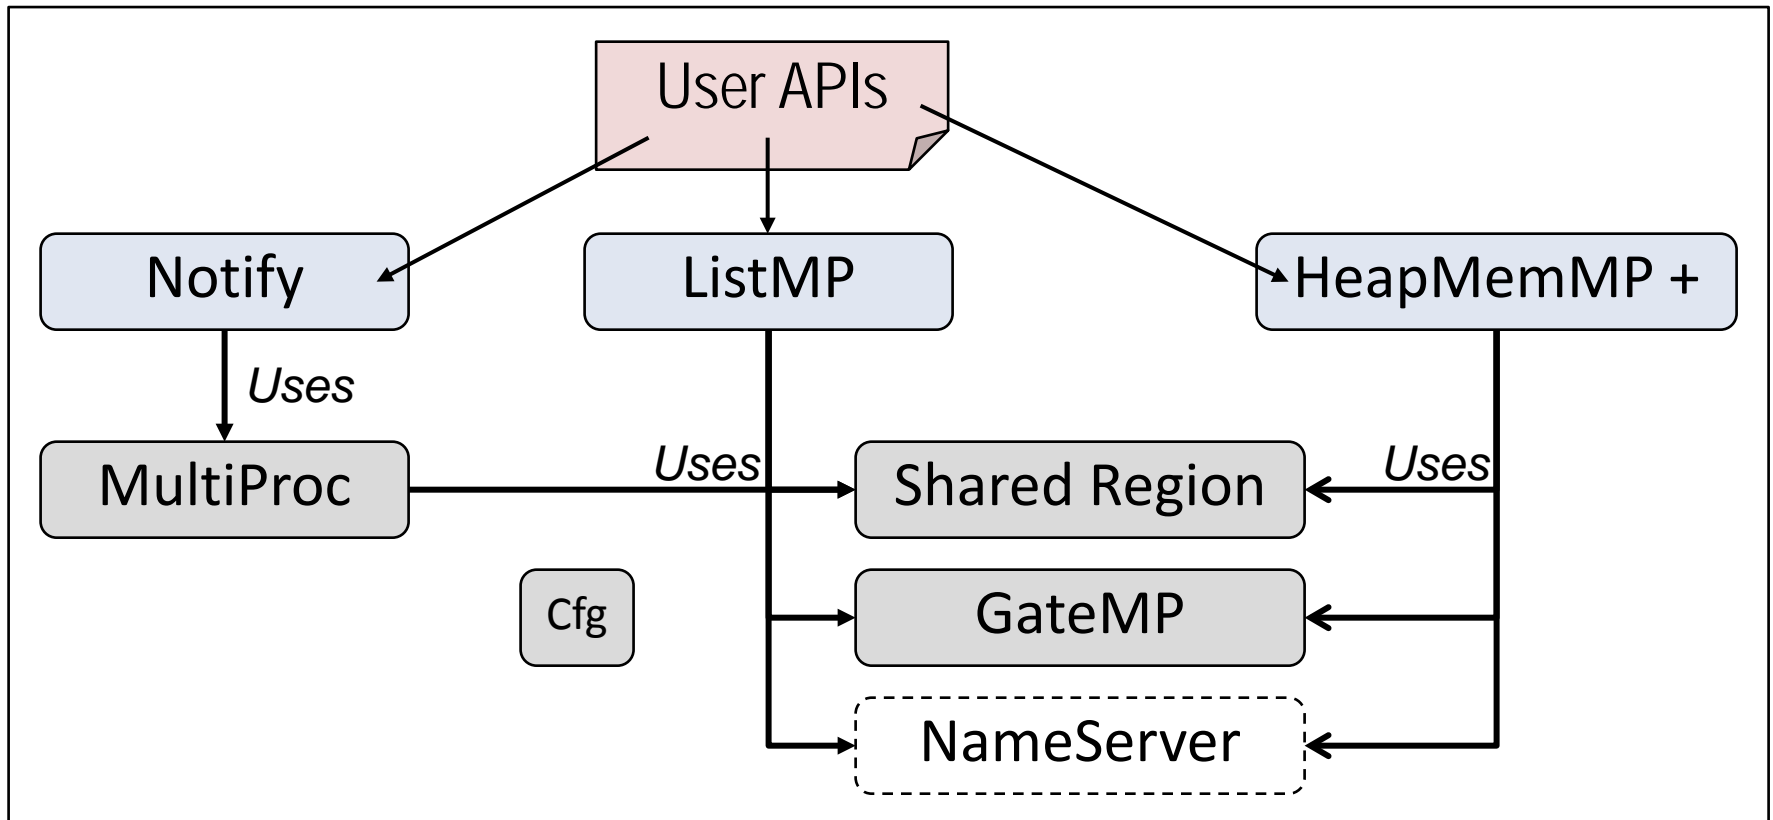 User APIs
Notify
ListMP
HeapMemMP +
Uses
MultiProc
Uses
Shared Region
Uses
Cfg
GateMP
NameServer